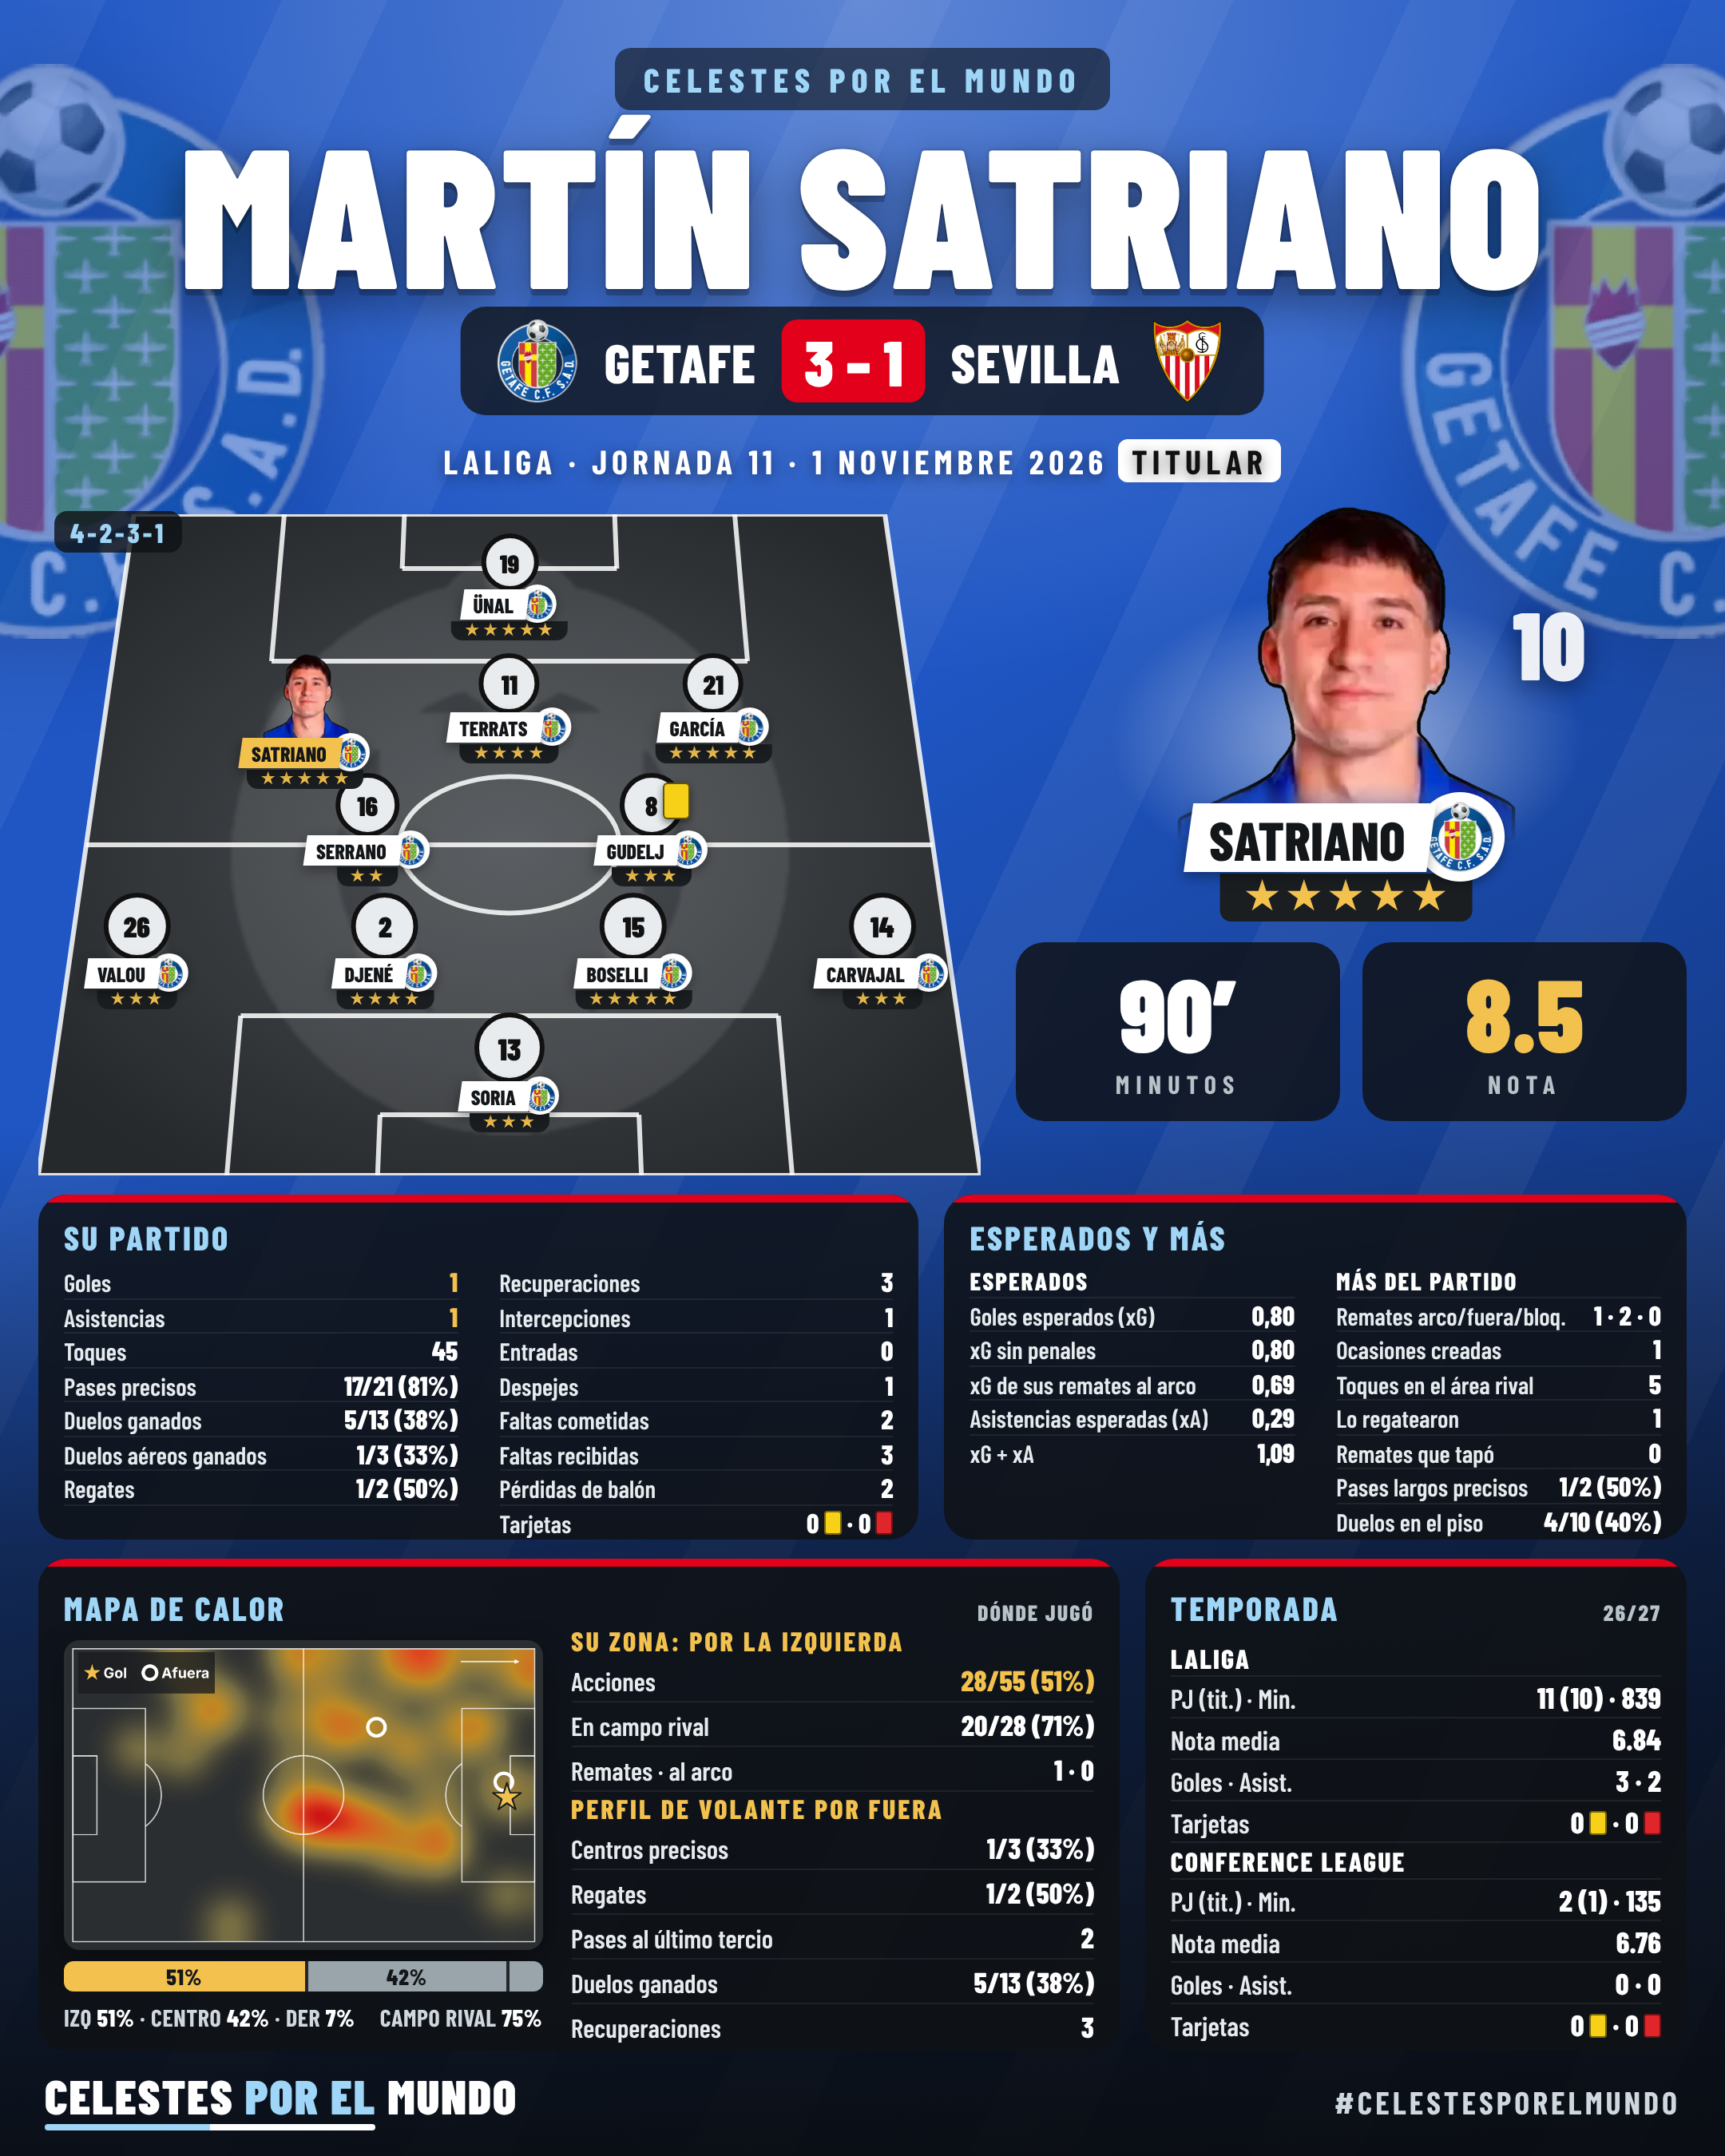 CELESTES POR EL MUNDO
MARTÍN SATRIANO
GETAFE 3 - 1 SEVILLA
LALIGA · JORNADA 11 · 1 NOVIEMBRE 2026 TITULAR
4-2-3-1
19
ÜNAL
11
TERRATS
21
GARCÍA
SATRIANO
16
SERRANO
8
GUDELJ
26
VALOU
2
DJENÉ
15
BOSELLI
14
CARVAJAL
13
SORIA
10
SATRIANO
90′
MINUTOS
8.5
NOTA
SU PARTIDO
Goles 1
Asistencias 1
Toques 45
Pases precisos 17/21 (81%)
Duelos ganados 5/13 (38%)
Duelos aéreos ganados 1/3 (33%)
Regates 1/2 (50%)
Recuperaciones 3
Intercepciones 1
Entradas 0
Despejes 1
Faltas cometidas 2
Faltas recibidas 3
Pérdidas de balón 2
Tarjetas 0 · 0
ESPERADOS Y MÁS
ESPERADOS
Goles esperados (xG) 0,80
xG sin penales 0,80
xG de sus remates al arco 0,69
Asistencias esperadas (xA) 0,29
xG + xA 1,09
MÁS DEL PARTIDO
Remates arco/fuera/bloq. 1 · 2 · 0
Ocasiones creadas 1
Toques en el área rival 5
Lo regatearon 1
Remates que tapó 0
Pases largos precisos 1/2 (50%)
Duelos en el piso 4/10 (40%)
MAPA DE CALOR
DÓNDE JUGÓ
Gol Afuera
51% 42%
IZQ 51% · CENTRO 42% · DER 7% CAMPO RIVAL 75%
SU ZONA: POR LA IZQUIERDA
Acciones 28/55 (51%)
En campo rival 20/28 (71%)
Remates · al arco 1 · 0
PERFIL DE VOLANTE POR FUERA
Centros precisos 1/3 (33%)
Regates 1/2 (50%)
Pases al último tercio 2
Duelos ganados 5/13 (38%)
Recuperaciones 3
TEMPORADA 26/27
LALIGA
PJ (tit.) · Min. 11 (10) · 839
Nota media 6.84
Goles · Asist. 3 · 2
Tarjetas 0 · 0
CONFERENCE LEAGUE
PJ (tit.) · Min. 2 (1) · 135
Nota media 6.76
Goles · Asist. 0 · 0
Tarjetas 0 · 0
CELESTES POR EL MUNDO
#CELESTESPORELMUNDO